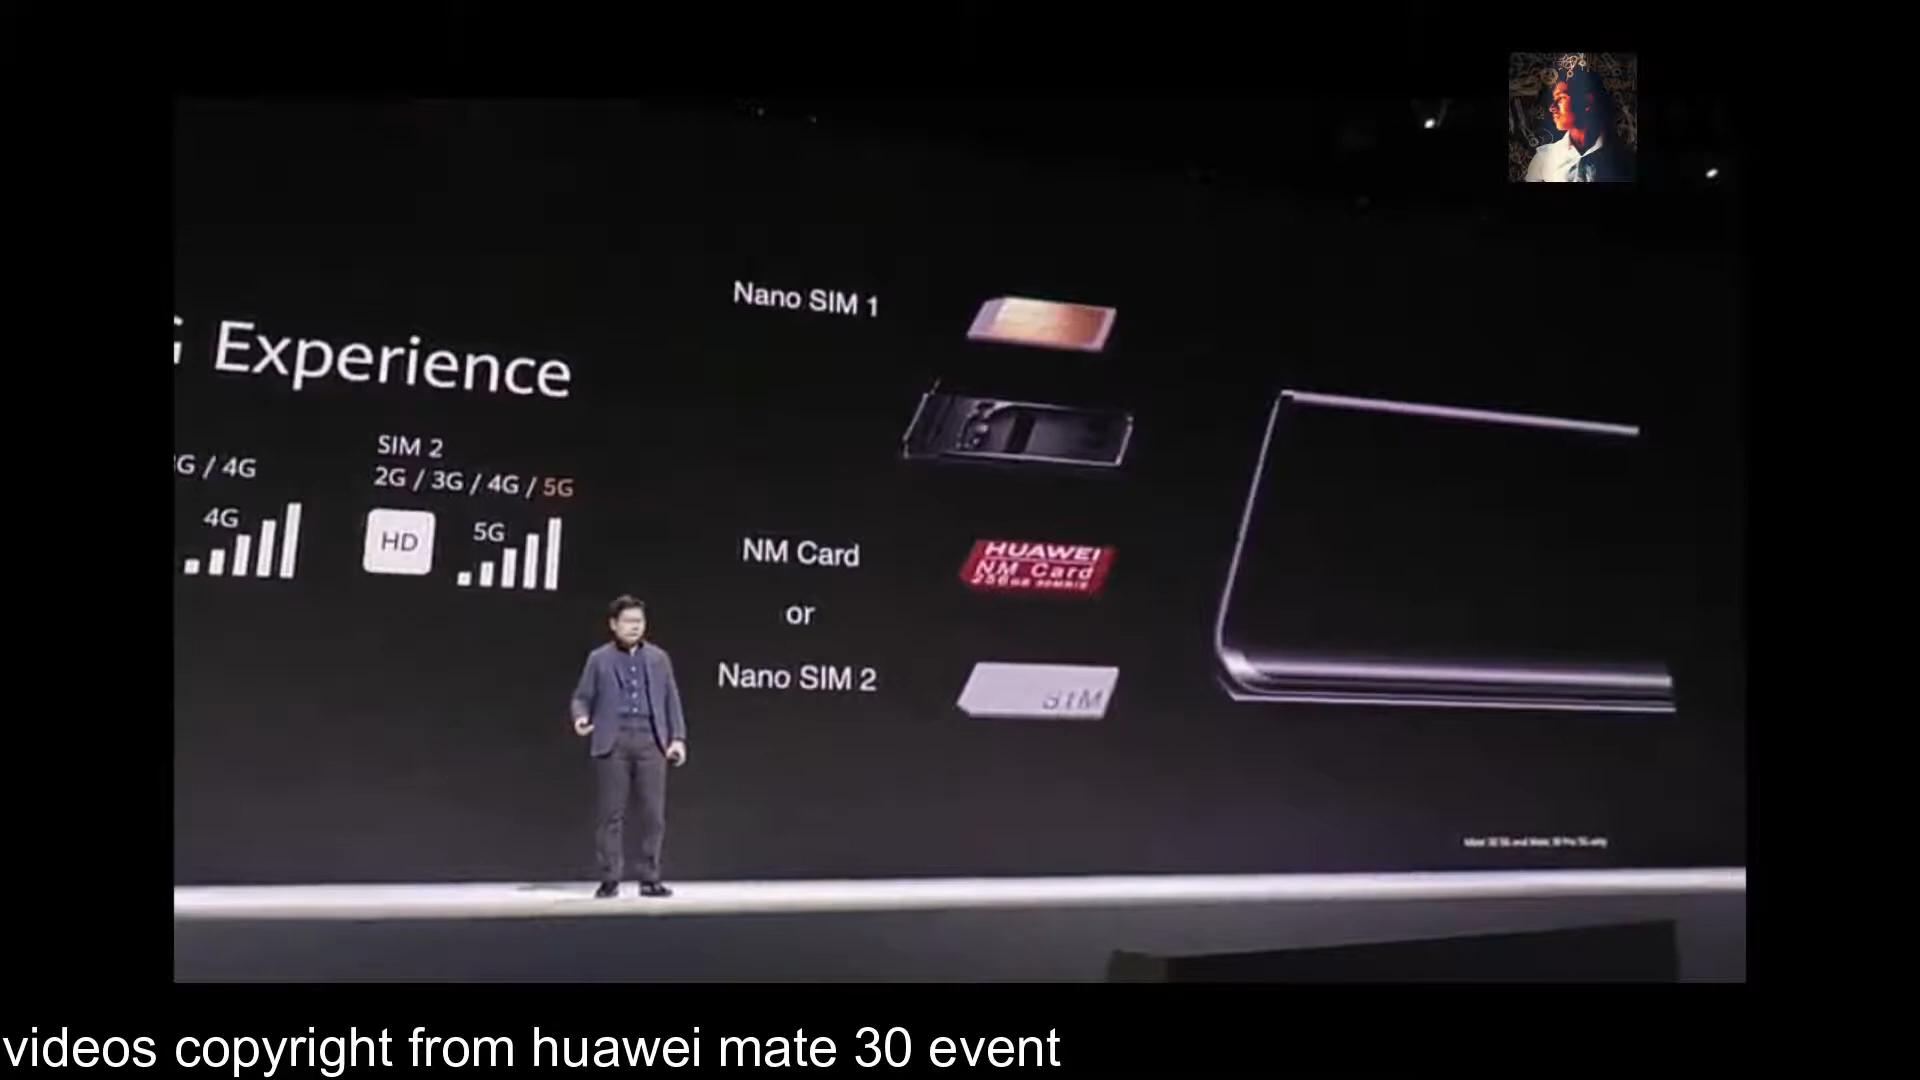 Nano SIM 1
Experience
SIM 2
G / 4G
2G / 3G / 4G / 5G
4G
HD
5G
NM Card
HUAWEI
NM Card
256GB
or
Nano SIM 2
SIM
videos copyright from huawei mate 30 event